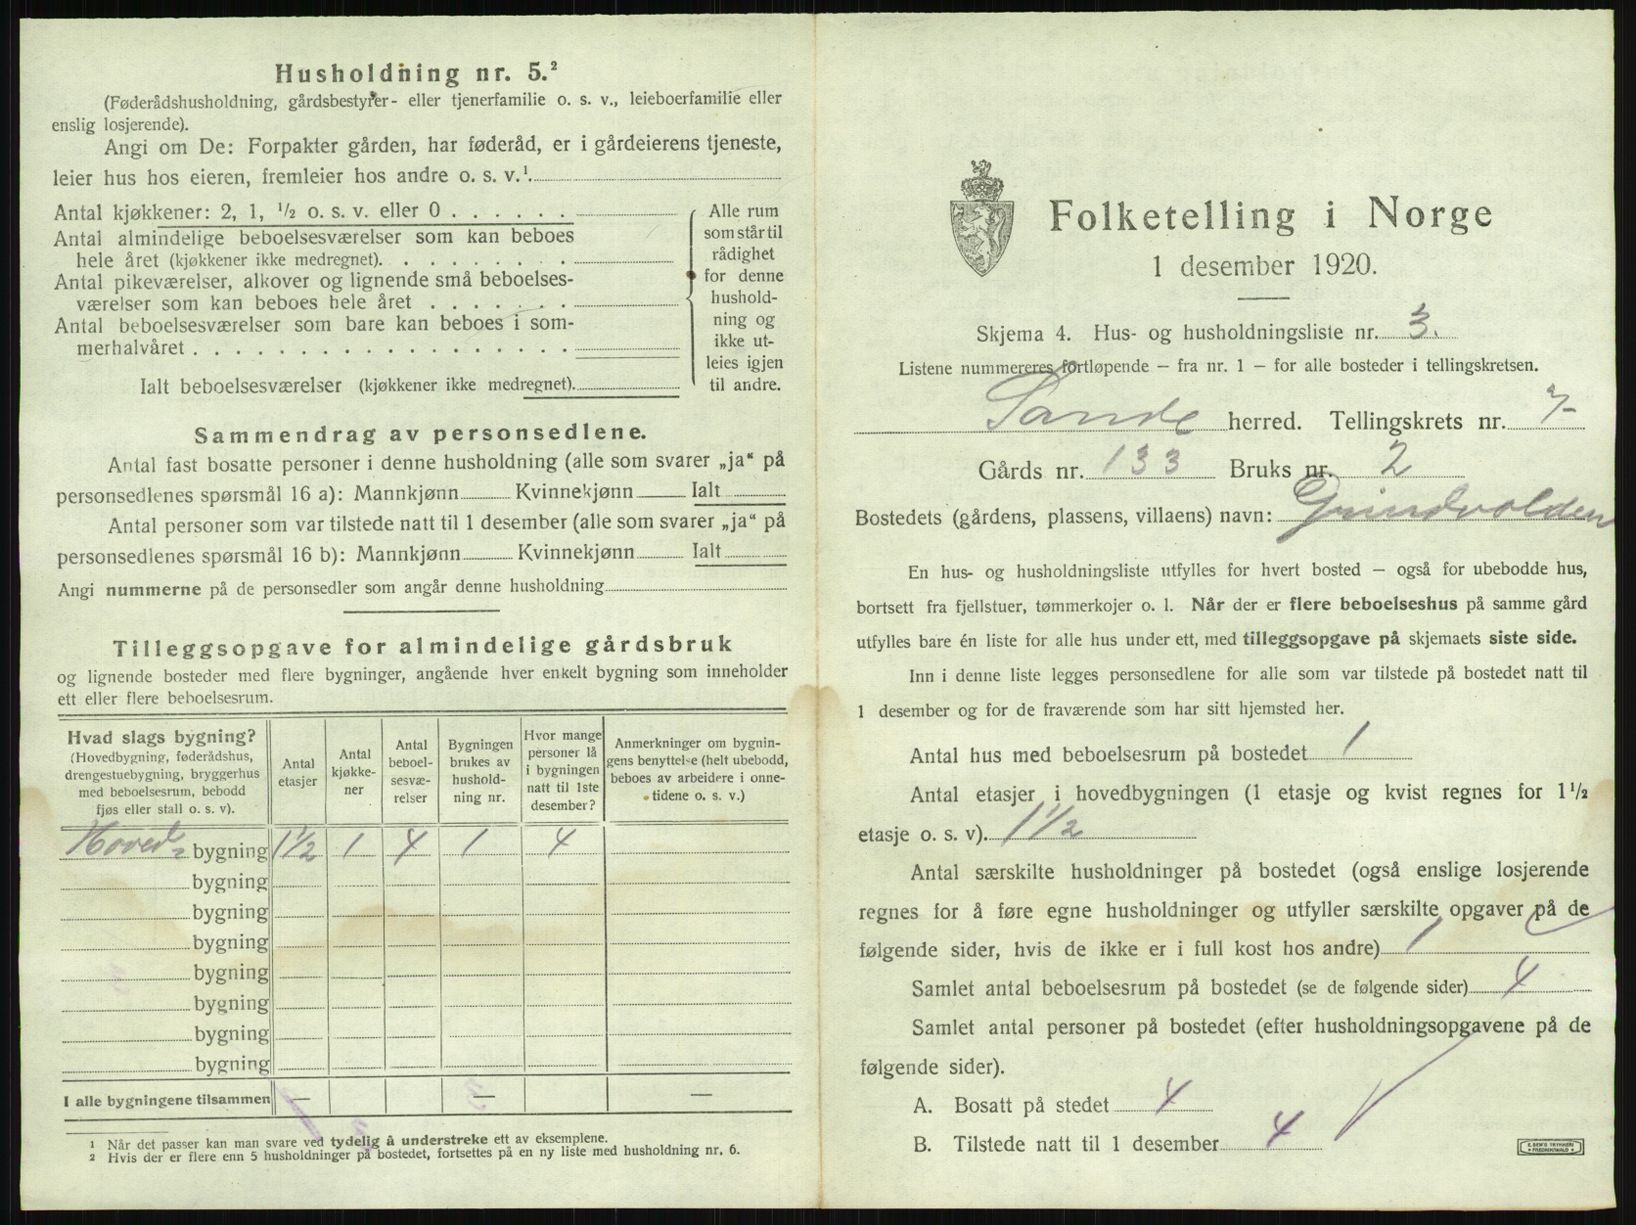 Husholdning nr. 5.²
(Føderådshusholdning, gårdsbestyrer- eller tjenerfamilie o. s. v., leieboerfamilie eller
enslig losjerende).
Angi om De: Forpakter gården, har føderåd, er i gårdeierens tjeneste,
leier hus hos eieren, fremleier hos andre o. s. v.¹.
Antal kjøkkener: 2, 1, ¹/₂ o. s. v. eller 0
Antal almindelige beboelsesværelser som kan beboes
hele året (kjøkkener ikke medregnet).
Antal pikeværelser, alkover og lignende små beboelses-
værelser som kan beboes hele året
Antal beboelsesværelser som bare kan beboes i som-
merhalvåret
Ialt beboelsesværelser (kjøkkener ikke medregnet).
Alle rum
som står til
rådighet
for denne
hushold-
ning og
ikke ut-
leies igjen
til andre.
Sammendrag av personsedlene.
Antal fast bosatte personer i denne husholdning (alle som svarer „ja“ på
personsedlenes spørsmål 16 a): Mannkjønn Kvinnekjønn Ialt
Antal personer som var tilstede natt til 1 desember (alle som svarer „ja“ på
personsedlenes spørsmål 16 b): Mannkjønn Kvinnekjønn Ialt
Angi nummerne på de personsedler som angår denne husholdning
Tilleggsopgave for almindelige gårdsbruk
og lignende bosteder med flere bygninger, angående hver enkelt bygning som inneholder
ett eller flere beboelsesrum.
Hvad slags bygning?
(Hovedbygning, føderådshus,
drengestuebygning, bryggerhus
med beboelsesrum, bebodd
fjøs eller stall o. s. v).
Antal
etasjer
Antal
kjøkke-
ner
Antal
beboel-
sesvæ-
relser
Bygningen
brukes av
hushold-
ning nr.
Hvor mange
personer lå
i bygningen
natt til 1ste
desember?
Anmerkninger om bygnin-
gens benyttelse (helt ubebodd,
beboes av arbeidere i onne-
tidene o. s. v.)
Hoved- bygning 1½ 1 4 1 4
bygning
bygning
bygning
bygning
bygning
bygning
bygning
I alle bygningene tilsammen — — —
¹ Når det passer kan man svare ved tydelig å understreke ett av eksemplene.
² Hvis der er flere enn 5 husholdninger på bostedet, fortsettes på en ny liste med husholdning nr. 6.
Folketelling i Norge
1 desember 1920.
Skjema 4. Hus- og husholdningsliste nr. 3.
Listene nummereres fortløpende — fra nr. 1 — for alle bosteder i tellingskretsen.
Sande herred. Tellingskrets nr. 7
Gårds nr. 133 Bruks nr. 2
Bostedets (gårdens, plassens, villaens) navn: Grindvolden
En hus- og husholdningsliste utfylles for hvert bosted — også for ubebodde hus,
bortsett fra fjellstuer, tømmerkojer o. l. Når der er flere beboelseshus på samme gård
utfylles bare én liste for alle hus under ett, med tilleggsopgave på skjemaets siste side.
Inn i denne liste legges personsedlene for alle som var tilstede på bostedet natt til
1 desember og for de fraværende som har sitt hjemsted her.
Antal hus med beboelsesrum på bostedet 1
Antal etasjer i hovedbygningen (1 etasje og kvist regnes for 1¹/₂
etasje o. s. v). 1½
Antal særskilte husholdninger på bostedet (også enslige losjerende
regnes for å føre egne husholdninger og utfyller særskilte opgaver på de
følgende sider, hvis de ikke er i full kost hos andre) 1
Samlet antal beboelsesrum på bostedet (se de følgende sider) 4
Samlet antal personer på bostedet (efter husholdningsopgavene på de
følgende sider).
A. Bosatt på stedet 4
B. Tilstede natt til 1 desember 4